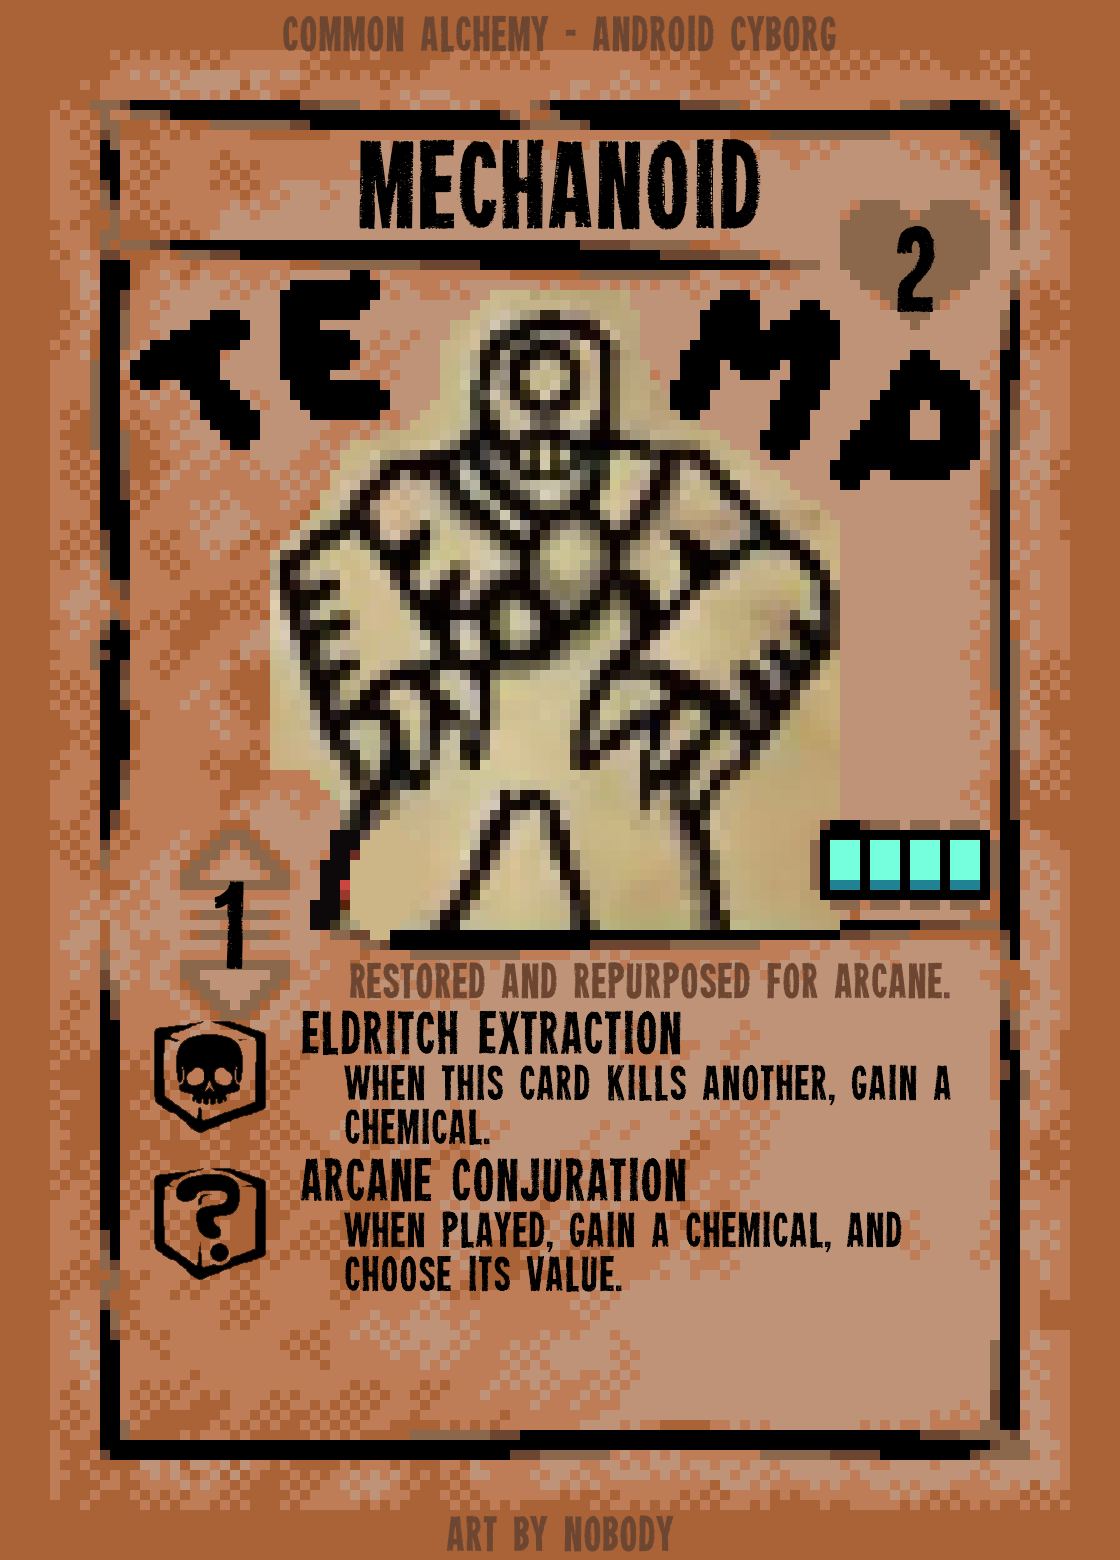 COMMON ALCHEMY - ANDROID CYBORG
MECHANOID
2
TE MP
1
RESTORED AND REPURPOSED FOR ARCANE.
ELDRITCH EXTRACTION
WHEN THIS CARD KILLS ANOTHER, GAIN A
CHEMICAL.
?
ARCANE CONJURATION
WHEN PLAYED, GAIN A CHEMICAL, AND
CHOOSE ITS VALUE.
ART BY NOBODY